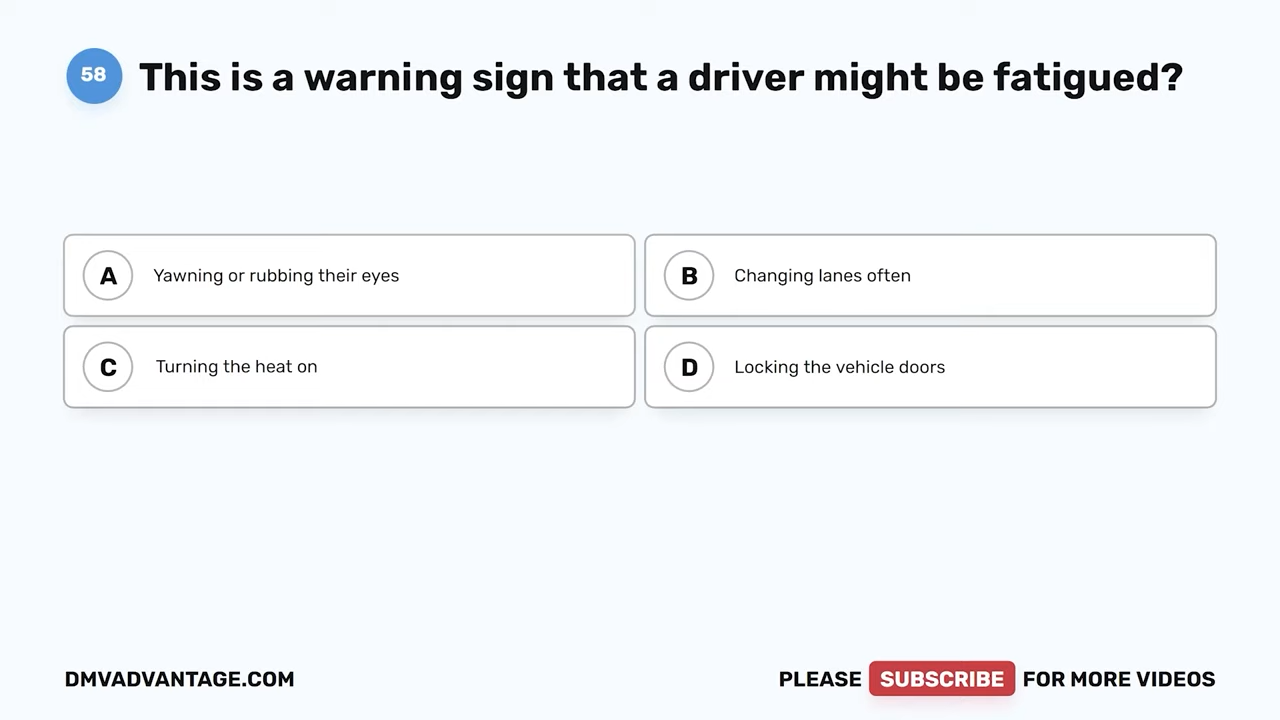 58 This is a warning sign that a driver might be fatigued?
A Yawning or rubbing their eyes
B Changing lanes often
C Turning the heat on
D Locking the vehicle doors
DMVADVANTAGE.COM
PLEASE SUBSCRIBE FOR MORE VIDEOS